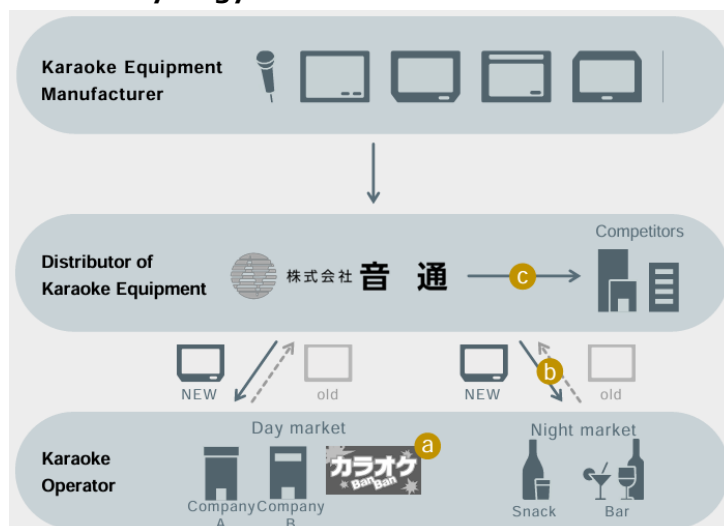 Karaoke Equipment
Manufacturer
Competitors
Distributor of
Karaoke Equipment
株式会社 音通
c
NEW
old
NEW
b
old
Day market
Night market
a
カラオケ
BanBan
Karaoke
Operator
Company
A
Company
B
Snack
Bar